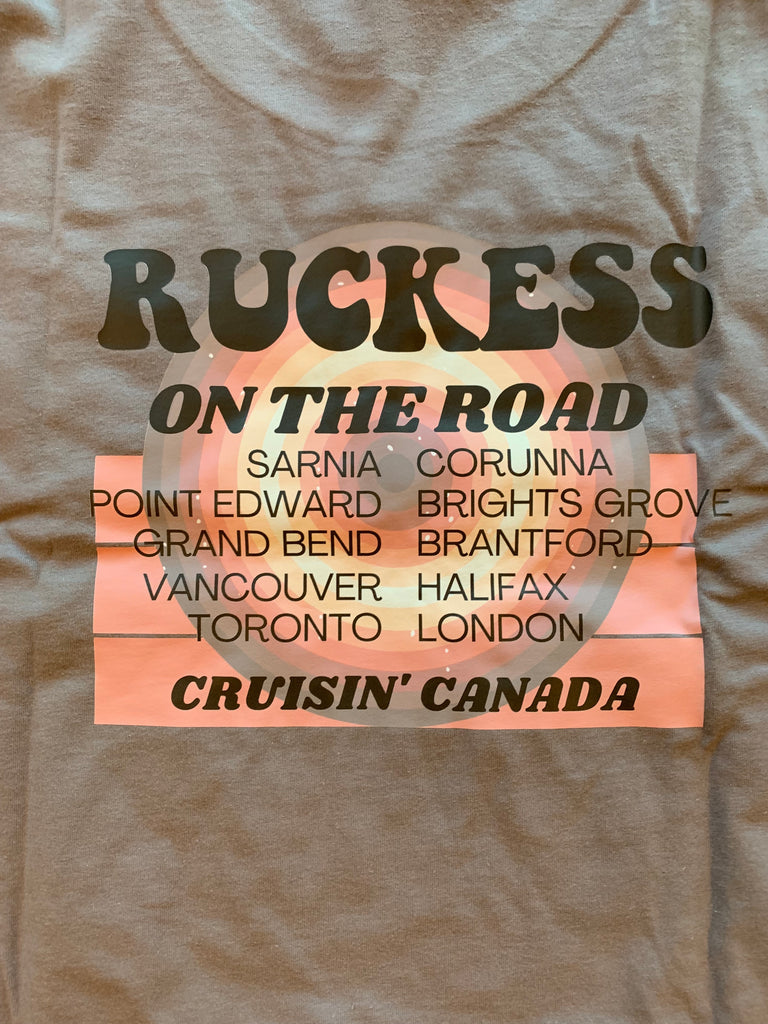 RUCKESS
ON THE ROAD
SARNIA CORUNNA
POINT EDWARD BRIGHTS GROVE
GRAND BEND BRANTFORD
VANCOUVER HALIFAX
TORONTO LONDON
CRUISIN' CANADA